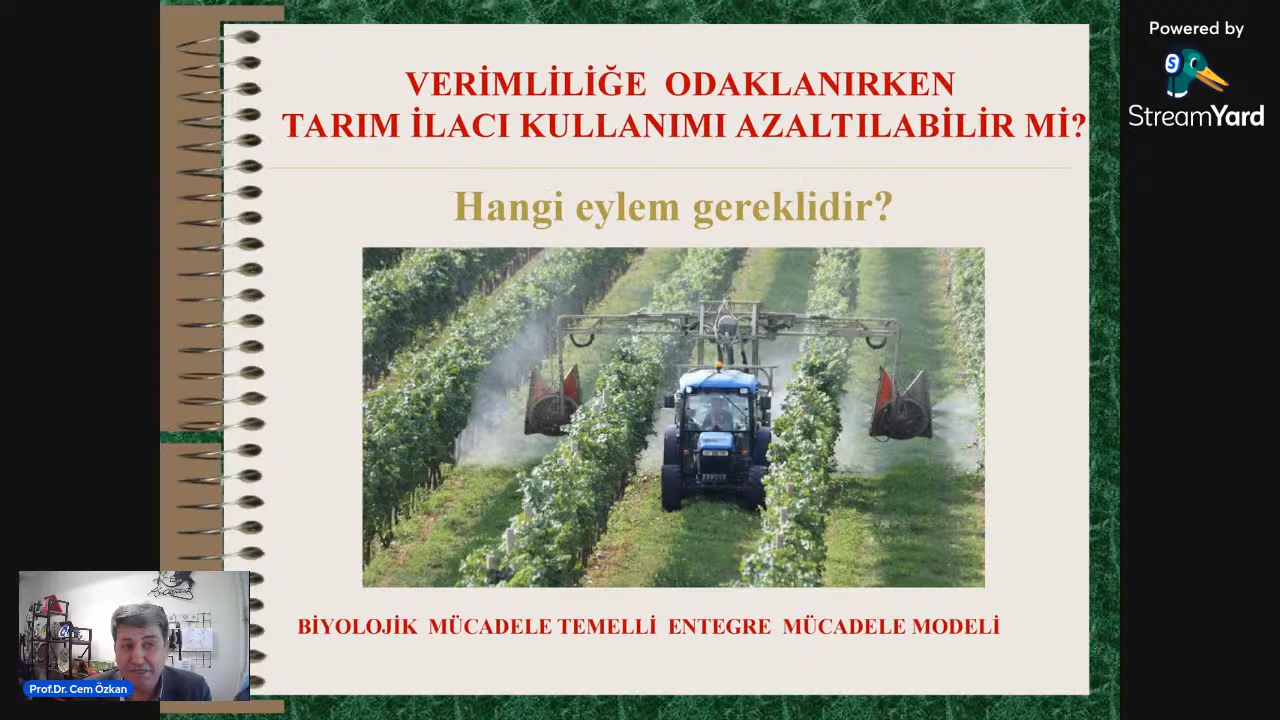 VERİMLİLİĞE ODAKLANIRKEN
TARIM İLACI KULLANIMI AZALTILABİLİR Mİ?
Hangi eylem gereklidir?
BİYOLOJİK MÜCADELE TEMELLİ ENTEGRE MÜCADELE MODELİ
Prof.Dr. Cem Özkan
Powered by
S
StreamYard